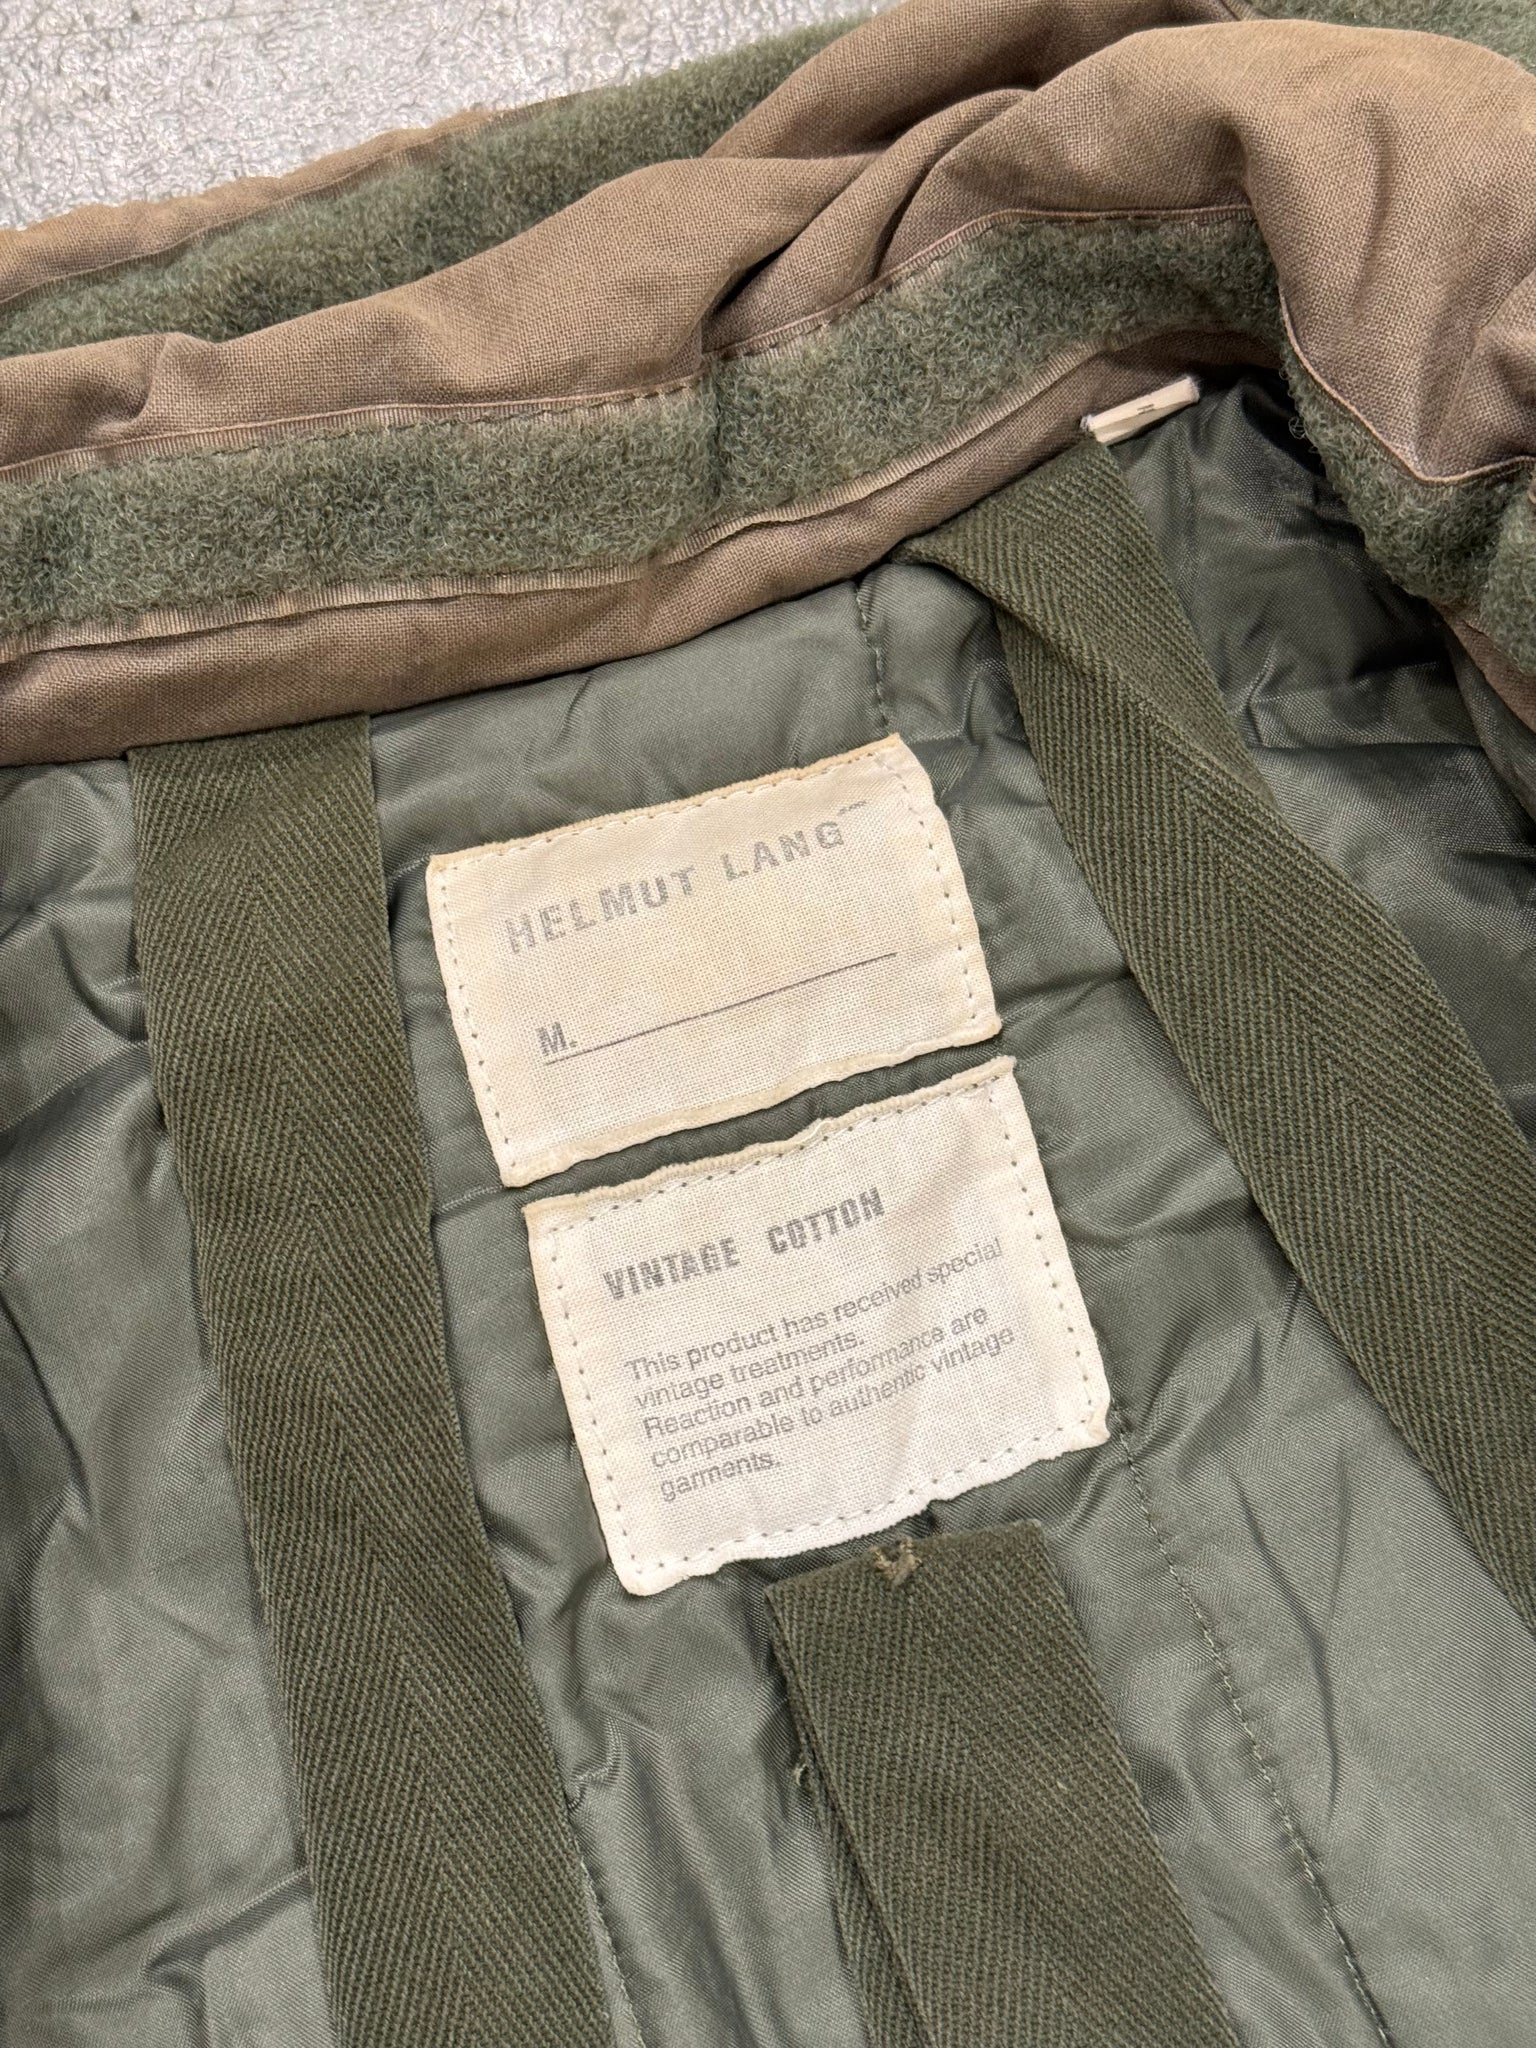 HELMUT LANG
M.
VINTAGE COTTON
This product has received special
vintage treatments.
Reaction and performance are
comparable to authentic vintage
garments.